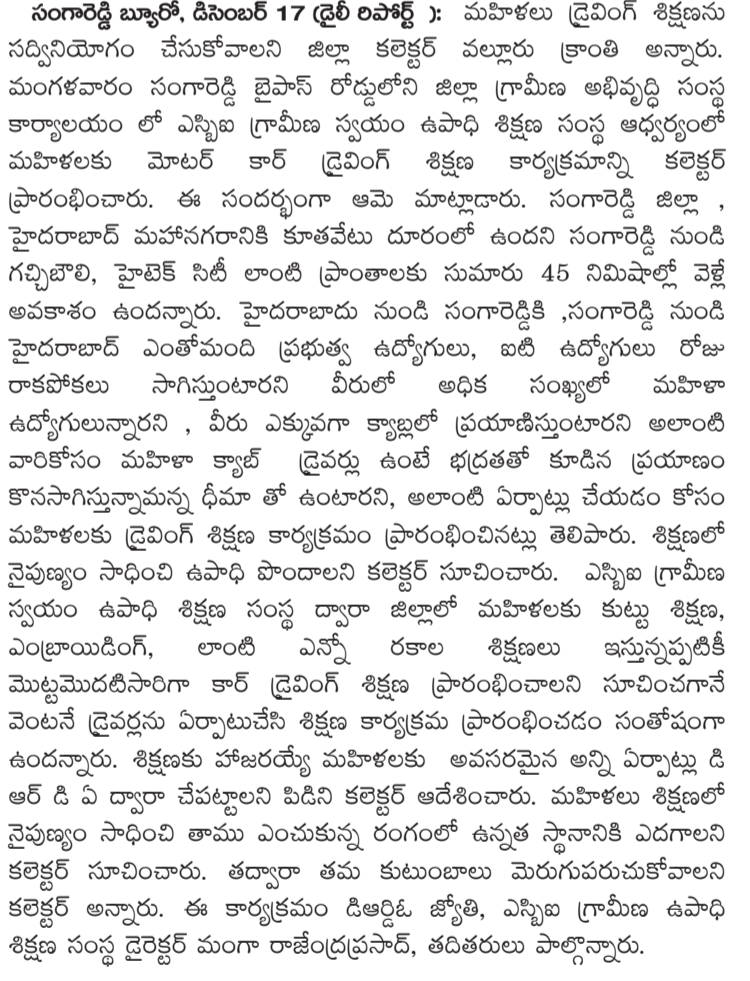 సంగారెడ్డి బ్యూరో, డిసెంబర్ 17 (డైలీ రిపోర్ట్ ): మహిళలు డ్రైవింగ్ శిక్షణను
సద్వినియోగం చేసుకోవాలని జిల్లా కలెక్టర్ వల్లూరు క్రాంతి అన్నారు.
మంగళవారం సంగారెడ్డి బైపాస్ రోడ్డులోని జిల్లా గ్రామీణ అభివృద్ధి సంస్థ
కార్యాలయం లో ఎస్బిఐ గ్రామీణ స్వయం ఉపాధి శిక్షణ సంస్థ ఆధ్వర్యంలో
మహిళలకు మోటర్ కార్ డ్రైవింగ్ శిక్షణ కార్యక్రమాన్ని కలెక్టర్
ప్రారంభించారు. ఈ సందర్భంగా ఆమె మాట్లాడారు. సంగారెడ్డి జిల్లా ,
హైదరాబాద్ మహానగరానికి కూతవేటు దూరంలో ఉందని సంగారెడ్డి నుండి
గచ్చిబౌలి, హైటెక్ సిటీ లాంటి ప్రాంతాలకు సుమారు 45 నిమిషాల్లో వెళ్లే
అవకాశం ఉందన్నారు. హైదరాబాదు నుండి సంగారెడ్డికి ,సంగారెడ్డి నుండి
హైదరాబాద్ ఎంతోమంది ప్రభుత్వ ఉద్యోగులు, ఐటి ఉద్యోగులు రోజు
రాకపోకలు సాగిస్తుంటారని వీరులో అధిక సంఖ్యలో మహిళా
ఉద్యోగులున్నారని , వీరు ఎక్కువగా క్యాబ్లలో ప్రయాణిస్తుంటారని అలాంటి
వారికోసం మహిళా క్యాబ్ డ్రైవర్లు ఉంటే భద్రతతో కూడిన ప్రయాణం
కొనసాగిస్తున్నామన్న ధీమా తో ఉంటారని, అలాంటి ఏర్పాట్లు చేయడం కోసం
మహిళలకు డ్రైవింగ్ శిక్షణ కార్యక్రమం ప్రారంభించినట్లు తెలిపారు. శిక్షణలో
నైపుణ్యం సాధించి ఉపాధి పొందాలని కలెక్టర్ సూచించారు. ఎస్బిఐ గ్రామీణ
స్వయం ఉపాధి శిక్షణ సంస్థ ద్వారా జిల్లాలో మహిళలకు కుట్టు శిక్షణ,
ఎంబ్రాయిడింగ్, లాంటి ఎన్నో రకాల శిక్షణలు ఇస్తున్నప్పటికీ
మొట్టమొదటిసారిగా కార్ డ్రైవింగ్ శిక్షణ ప్రారంభించాలని సూచించగానే
వెంటనే డ్రైవర్లను ఏర్పాటుచేసి శిక్షణ కార్యక్రమ ప్రారంభించడం సంతోషంగా
ఉందన్నారు. శిక్షణకు హాజరయ్యే మహిళలకు అవసరమైన అన్ని ఏర్పాట్లు డి
ఆర్ డి ఏ ద్వారా చేపట్టాలని పిడిని కలెక్టర్ ఆదేశించారు. మహిళలు శిక్షణలో
నైపుణ్యం సాధించి తాము ఎంచుకున్న రంగంలో ఉన్నత స్థానానికి ఎదగాలని
కలెక్టర్ సూచించారు. తద్వారా తమ కుటుంబాలు మెరుగుపరుచుకోవాలని
కలెక్టర్ అన్నారు. ఈ కార్యక్రమం డిఆర్డిఓ జ్యోతి, ఎస్బిఐ గ్రామీణ ఉపాధి
శిక్షణ సంస్థ డైరెక్టర్ మంగా రాజేంద్రప్రసాద్, తదితరులు పాల్గొన్నారు.